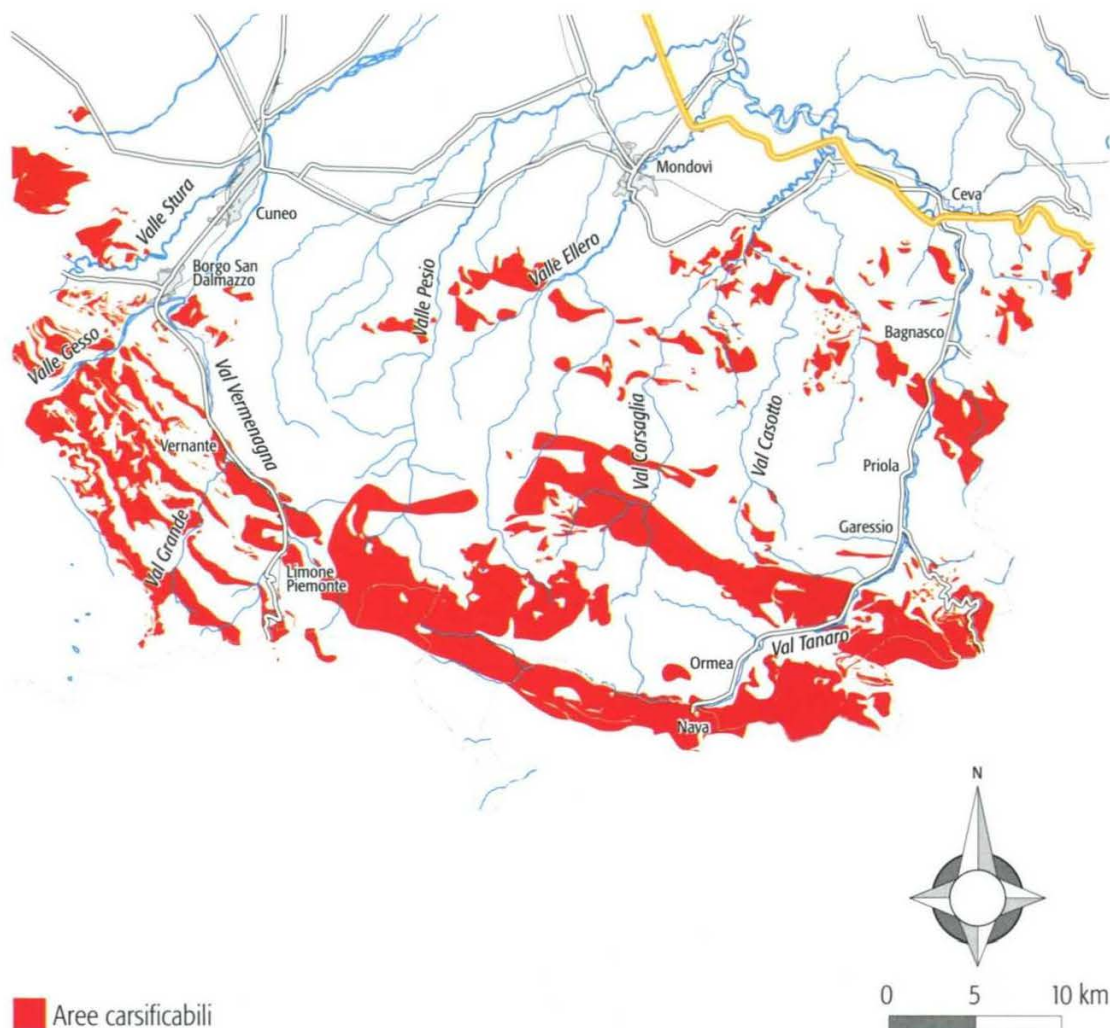 Mondovì
Valle Stura
Ceva
Cuneo
Borgo San
Dalmazzo
Valle Ellero
Valle Pesio
Bagnasco
Valle Gesso
Val Vermenagna
Val Corsaglia
Val Casotto
Vernante
Priola
Garessio
Val Grande
Limone
Piemonte
Val Tanaro
Ormea
Nava
N
0 5 10 km
Aree carsificabili